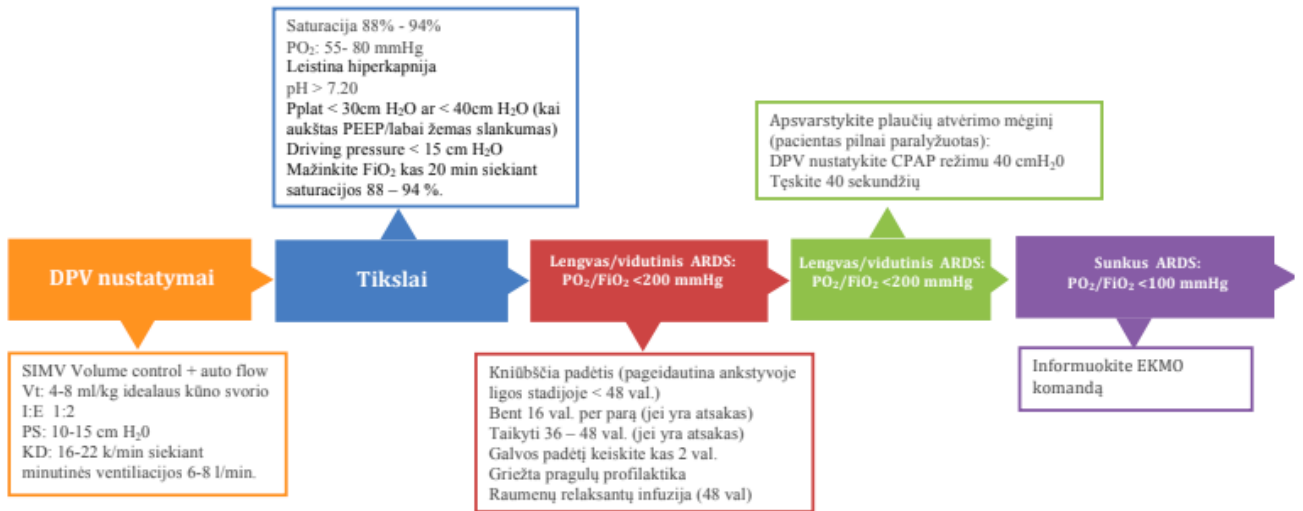 Saturacija 88% - 94%
PO₂: 55- 80 mmHg
Leistina hiperkapnija
pH > 7.20
Pplat < 30cm H₂O ar < 40cm H₂O (kai
aukštas PEEP/labai žemas slankumas)
Driving pressure < 15 cm H₂O
Mažinkite FiO₂ kas 20 min siekiant
saturacijos 88 – 94 %.
Apsvarstykite plaučių atvėrimo mėginį
(pacientas pilnai paralyžuotas):
DPV nustatykite CPAP režimu 40 cmH₂0
Tęskite 40 sekundžių
DPV nustatymai
Tikslai
Lengvas/vidutinis ARDS:
PO₂/FiO₂ <200 mmHg
Lengvas/vidutinis ARDS:
PO₂/FiO₂ <200 mmHg
Sunkus ARDS:
PO₂/FiO₂ <100 mmHg
SIMV Volume control + auto flow
Vt: 4-8 ml/kg idealaus kūno svorio
I:E 1:2
PS: 10-15 cm H₂0
KD: 16-22 k/min siekiant
minutinės ventiliacijos 6-8 l/min.
Kniūbščia padėtis (pageidautina ankstyvoje
ligos stadijoje < 48 val.)
Bent 16 val. per parą (jei yra atsakas)
Taikyti 36 – 48 val. (jei yra atsakas)
Galvos padėtį keiskite kas 2 val.
Griežta pragulų profilaktika
Raumenų relaksantų infuzija (48 val)
Informuokite EKMO
komandą